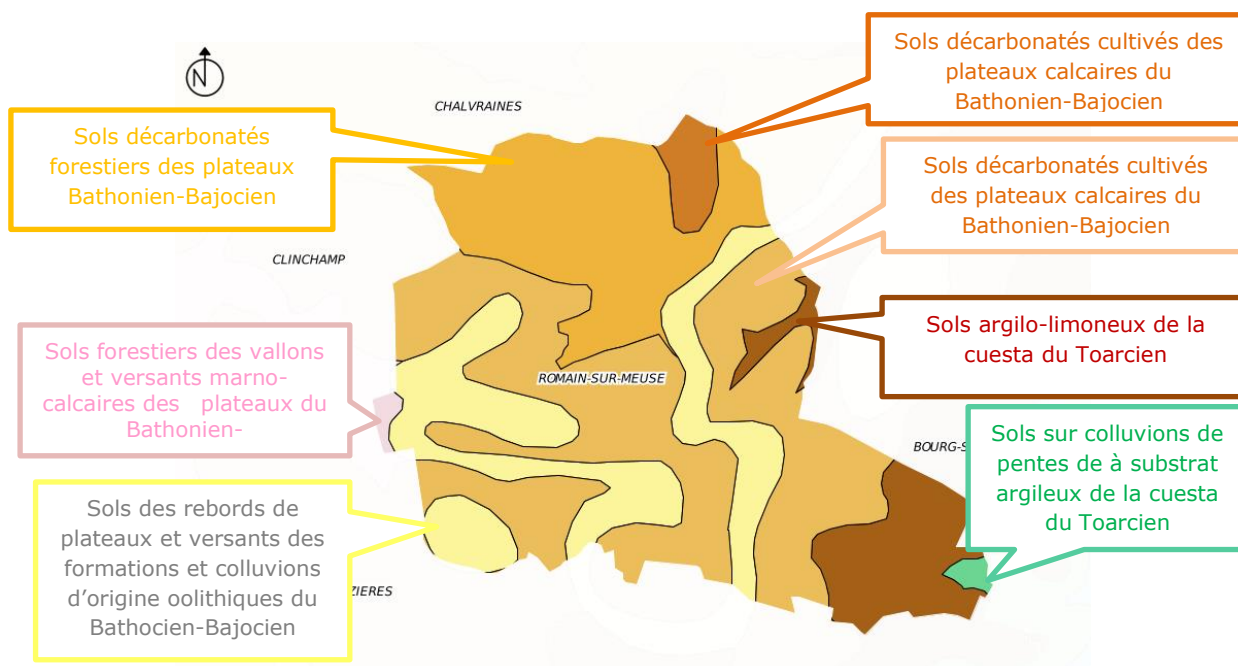 N
CHALVRAINES
Sols décarbonatés cultivés des
plateaux calcaires du
Bathonien-Bajocien
Sols décarbonatés
forestiers des plateaux
Bathonien-Bajocien
Sols décarbonatés cultivés
des plateaux calcaires du
Bathonien-Bajocien
CLINCHAMP
Sols argilo-limoneux de la
cuesta du Toarcien
Sols forestiers des vallons
et versants marno-
calcaires des plateaux du
Bathonien-
ROMAIN-SUR-MEUSE
BOURG-S
Sols sur colluvions de
pentes de à substrat
argileux de la cuesta
du Toarcien
Sols des rebords de
plateaux et versants des
formations et colluvions
d'origine oolithiques du
Bathocien-Bajocien
ZIERES